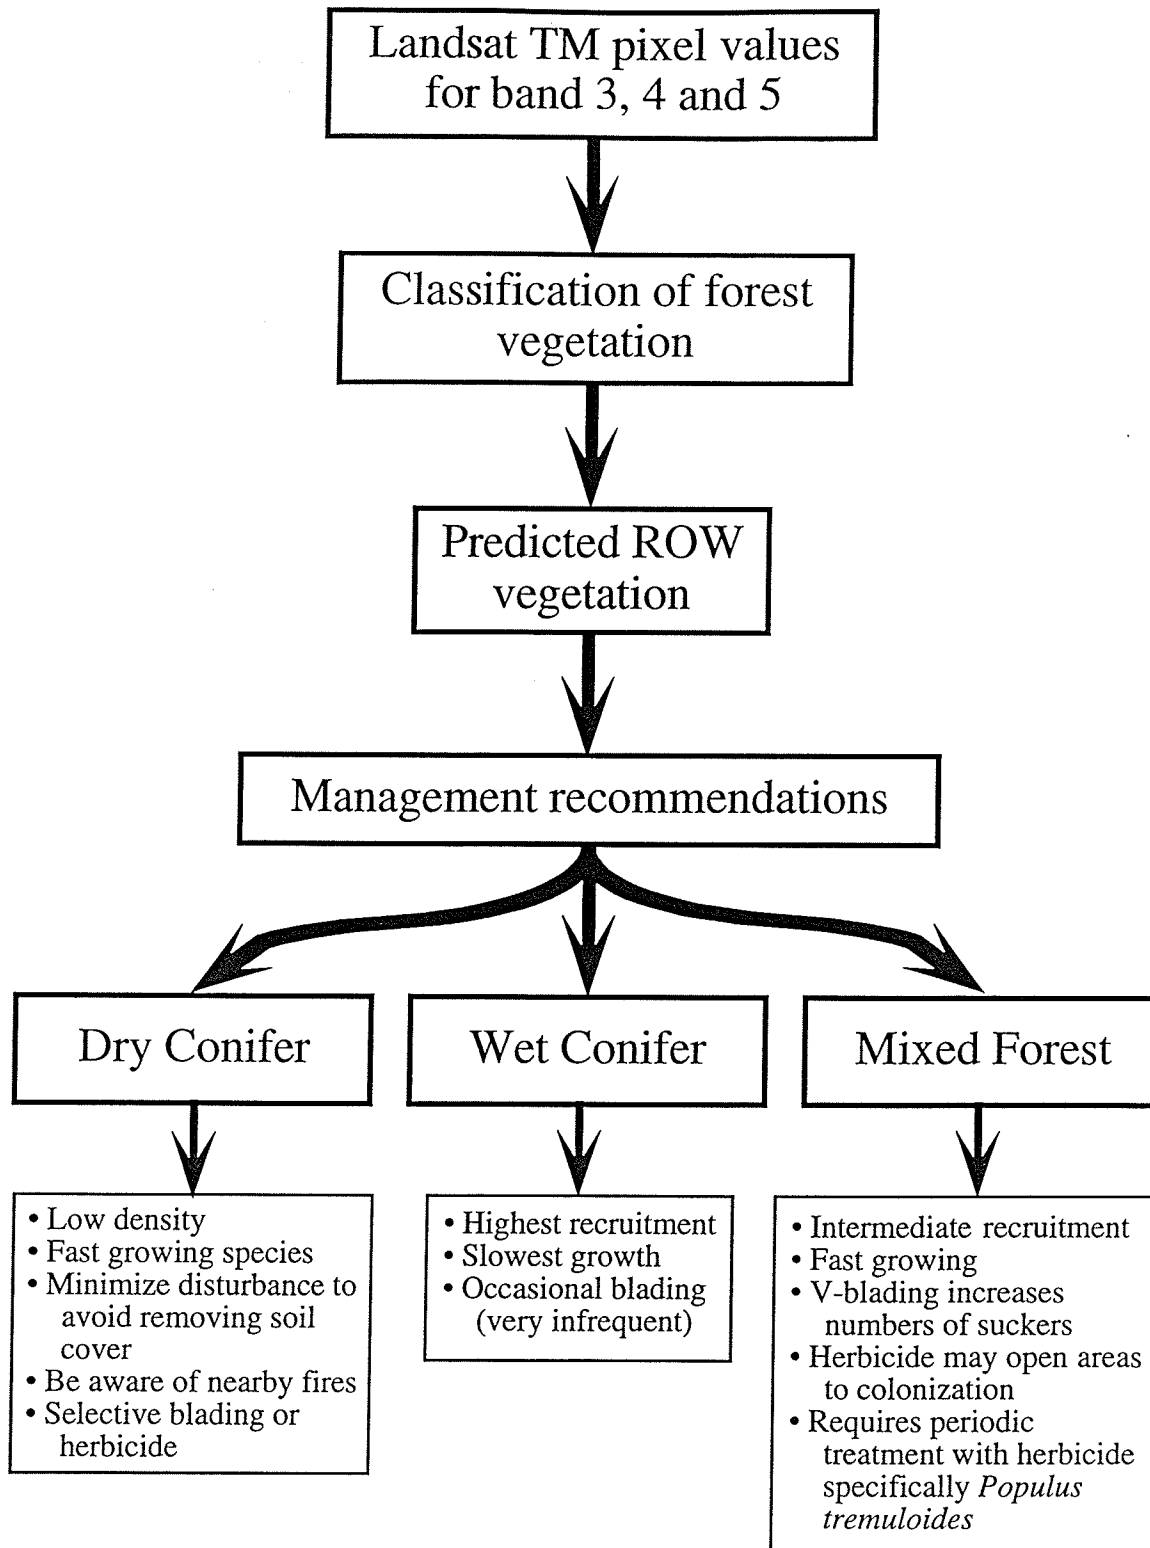 Landsat TM pixel values
for band 3, 4 and 5
Classification of forest
vegetation
Predicted ROW
vegetation
Management recommendations
Dry Conifer
Wet Conifer
Mixed Forest
• Low density
• Fast growing species
• Minimize disturbance to
avoid removing soil
cover
• Be aware of nearby fires
• Selective blading or
herbicide
• Highest recruitment
• Slowest growth
• Occasional blading
(very infrequent)
• Intermediate recruitment
• Fast growing
• V-blading increases
numbers of suckers
• Herbicide may open areas
to colonization
• Requires periodic
treatment with herbicide
specifically Populus
tremuloides